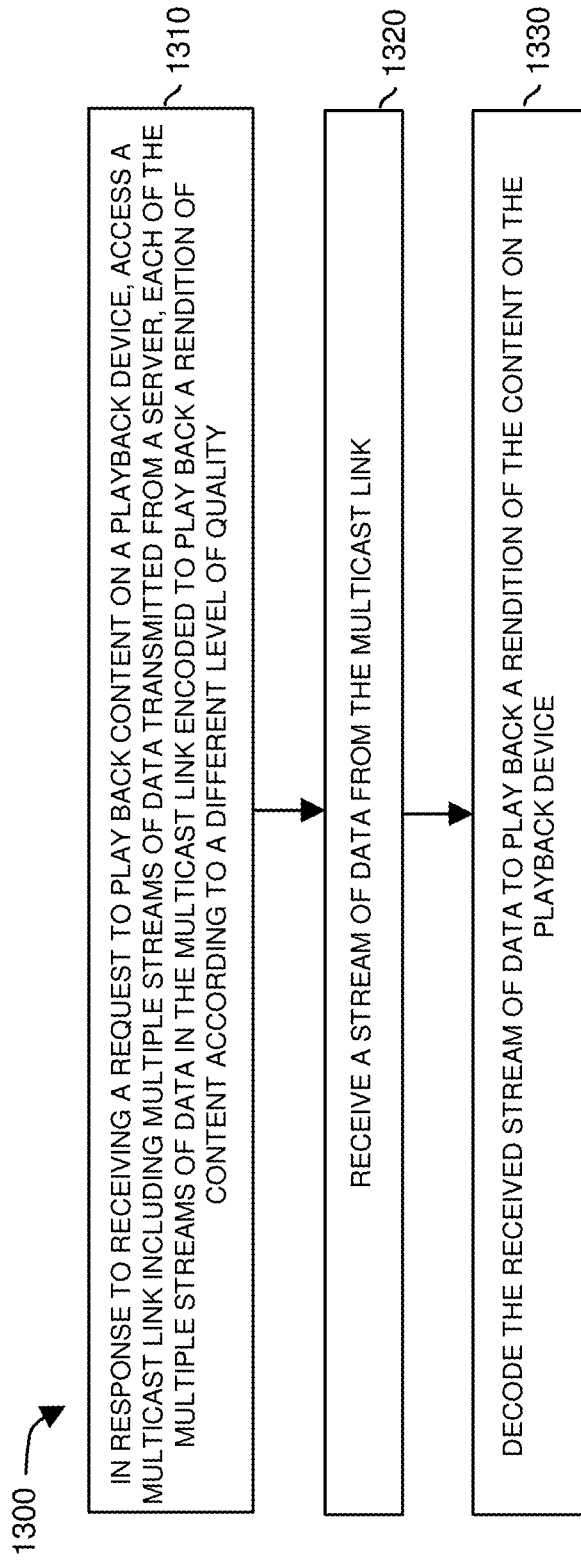 1300
IN RESPONSE TO RECEIVING A REQUEST TO PLAY BACK CONTENT ON A PLAYBACK DEVICE, ACCESS A
MULTICAST LINK INCLUDING MULTIPLE STREAMS OF DATA TRANSMITTED FROM A SERVER, EACH OF THE
MULTIPLE STREAMS OF DATA IN THE MULTICAST LINK ENCODED TO PLAY BACK A RENDITION OF
CONTENT ACCORDING TO A DIFFERENT LEVEL OF QUALITY
1310
RECEIVE A STREAM OF DATA FROM THE MULTICAST LINK
1320
DECODE THE RECEIVED STREAM OF DATA TO PLAY BACK A RENDITION OF THE CONTENT ON THE
PLAYBACK DEVICE
1330